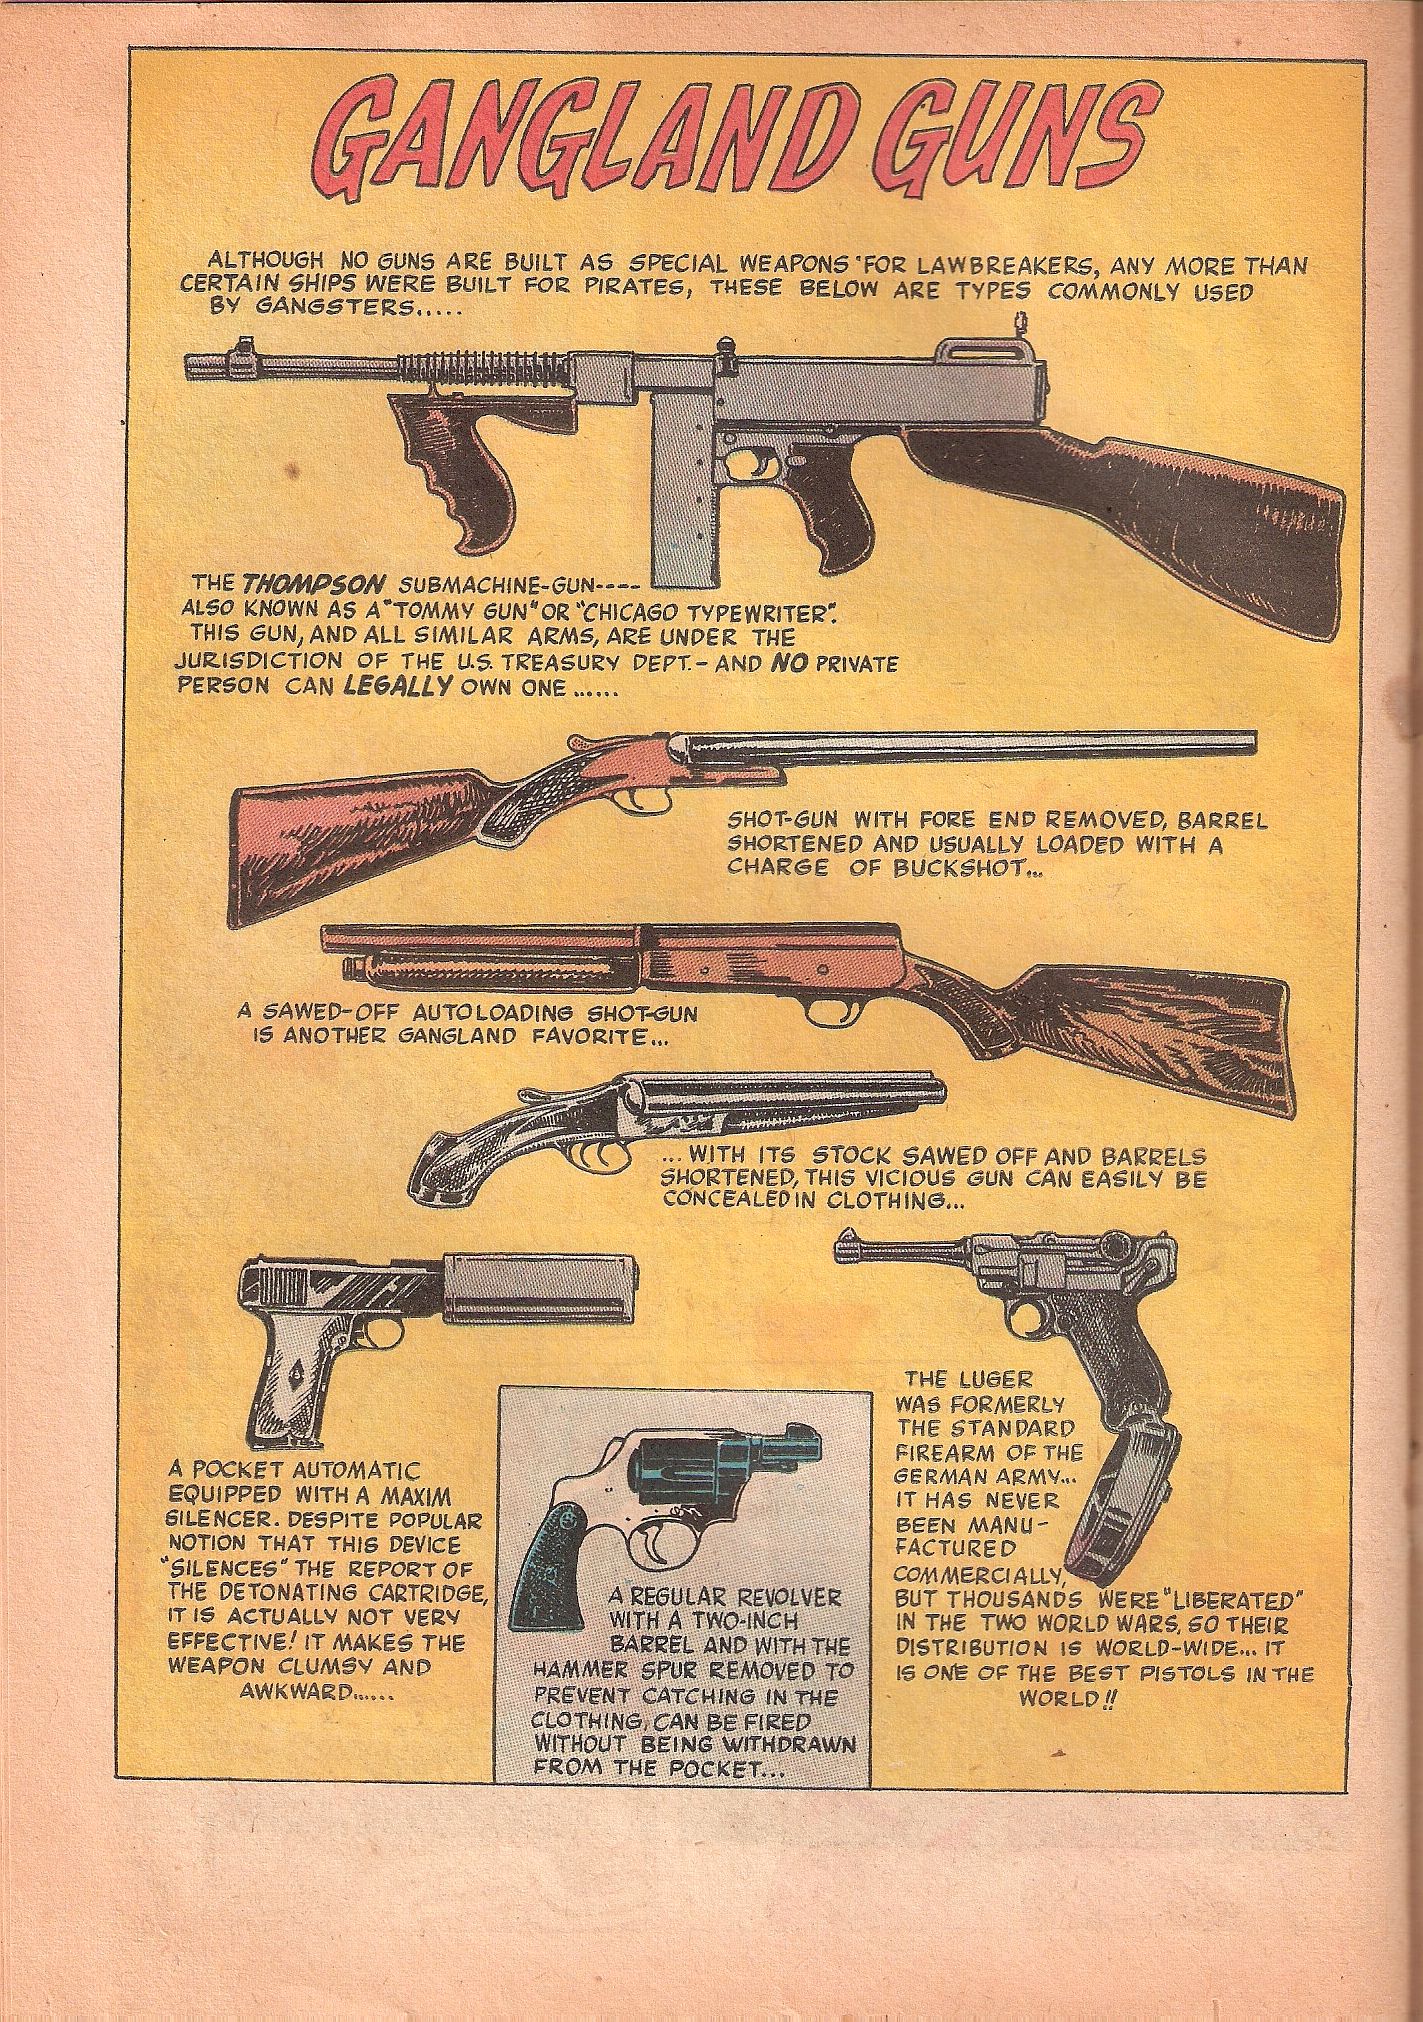 GANGLAND GUNS
ALTHOUGH NO GUNS ARE BUILT AS SPECIAL WEAPONS FOR LAWBREAKERS, ANY MORE THAN
CERTAIN SHIPS WERE BUILT FOR PIRATES, THESE BELOW ARE TYPES COMMONLY USED
BY GANGSTERS.....
THE THOMPSON SUBMACHINE-GUN----
ALSO KNOWN AS A "TOMMY GUN" OR "CHICAGO TYPEWRITER".
THIS GUN, AND ALL SIMILAR ARMS, ARE UNDER THE
JURISDICTION OF THE U.S. TREASURY DEPT.- AND NO PRIVATE
PERSON CAN LEGALLY OWN ONE ......
SHOT-GUN WITH FORE END REMOVED, BARREL
SHORTENED AND USUALLY LOADED WITH A
CHARGE OF BUCKSHOT...
A SAWED-OFF AUTOLOADING SHOT-GUN
IS ANOTHER GANGLAND FAVORITE...
... WITH ITS STOCK SAWED OFF AND BARRELS
SHORTENED, THIS VICIOUS GUN CAN EASILY BE
CONCEALED IN CLOTHING...
A POCKET AUTOMATIC
EQUIPPED WITH A MAXIM
SILENCER. DESPITE POPULAR
NOTION THAT THIS DEVICE
"SILENCES" THE REPORT OF
THE DETONATING CARTRIDGE,
IT IS ACTUALLY NOT VERY
EFFECTIVE! IT MAKES THE
WEAPON CLUMSY AND
AWKWARD......
A REGULAR REVOLVER
WITH A TWO-INCH
BARREL AND WITH THE
HAMMER SPUR REMOVED TO
PREVENT CATCHING IN THE
CLOTHING, CAN BE FIRED
WITHOUT BEING WITHDRAWN
FROM THE POCKET...
THE LUGER
WAS FORMERLY
THE STANDARD
FIREARM OF THE
GERMAN ARMY...
IT HAS NEVER
BEEN MANU-
FACTURED
COMMERCIALLY,
BUT THOUSANDS WERE "LIBERATED"
IN THE TWO WORLD WARS, SO THEIR
DISTRIBUTION IS WORLD-WIDE... IT
IS ONE OF THE BEST PISTOLS IN THE
WORLD!!